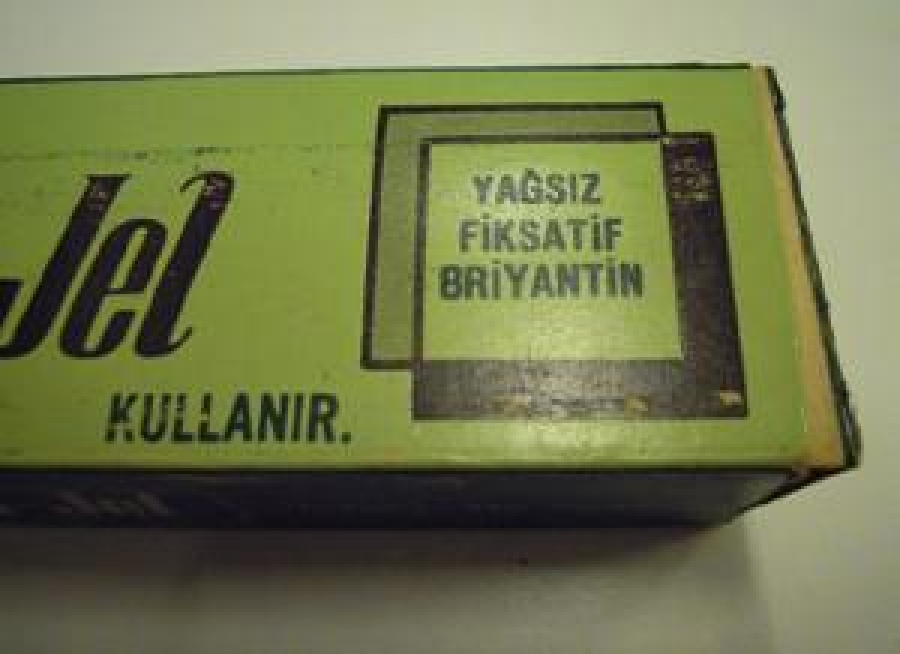 Jel
KULLANIR.
YAĞSIZ
FİKSATİF
BRİYANTİN